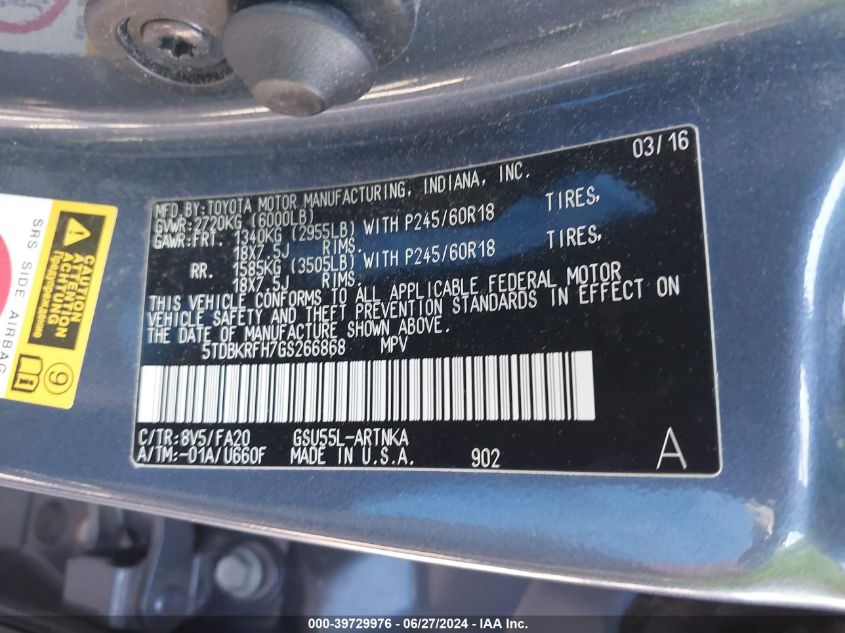 03/16
MFD.BY:TOYOTA MOTOR MANUFACTURING, INDIANA, INC.
GVWR:2720KG (6000LB)
GAWR:FRT. 1340KG (2955LB) WITH P245/60R18 TIRES,
18X7.5J RIMS.
RR. 1585KG (3505LB) WITH P245/60R18 TIRES,
18X7.5J RIMS.
THIS VEHICLE CONFORMS TO ALL APPLICABLE FEDERAL MOTOR
VEHICLE SAFETY AND THEFT PREVENTION STANDARDS IN EFFECT ON
THE DATE OF MANUFACTURE SHOWN ABOVE.
5TDBKRFH7GS266868 MPV
C/TR:8V5/FA20 GSU55L-ARTNKA
A/TM:-01A/U660F MADE IN U.S.A. 902 A
SRS SIDE AIRBAG
CAUTION
ATTENTION
ACHTUNG
9
000-39729976 - 06/27/2024 - IAA Inc.